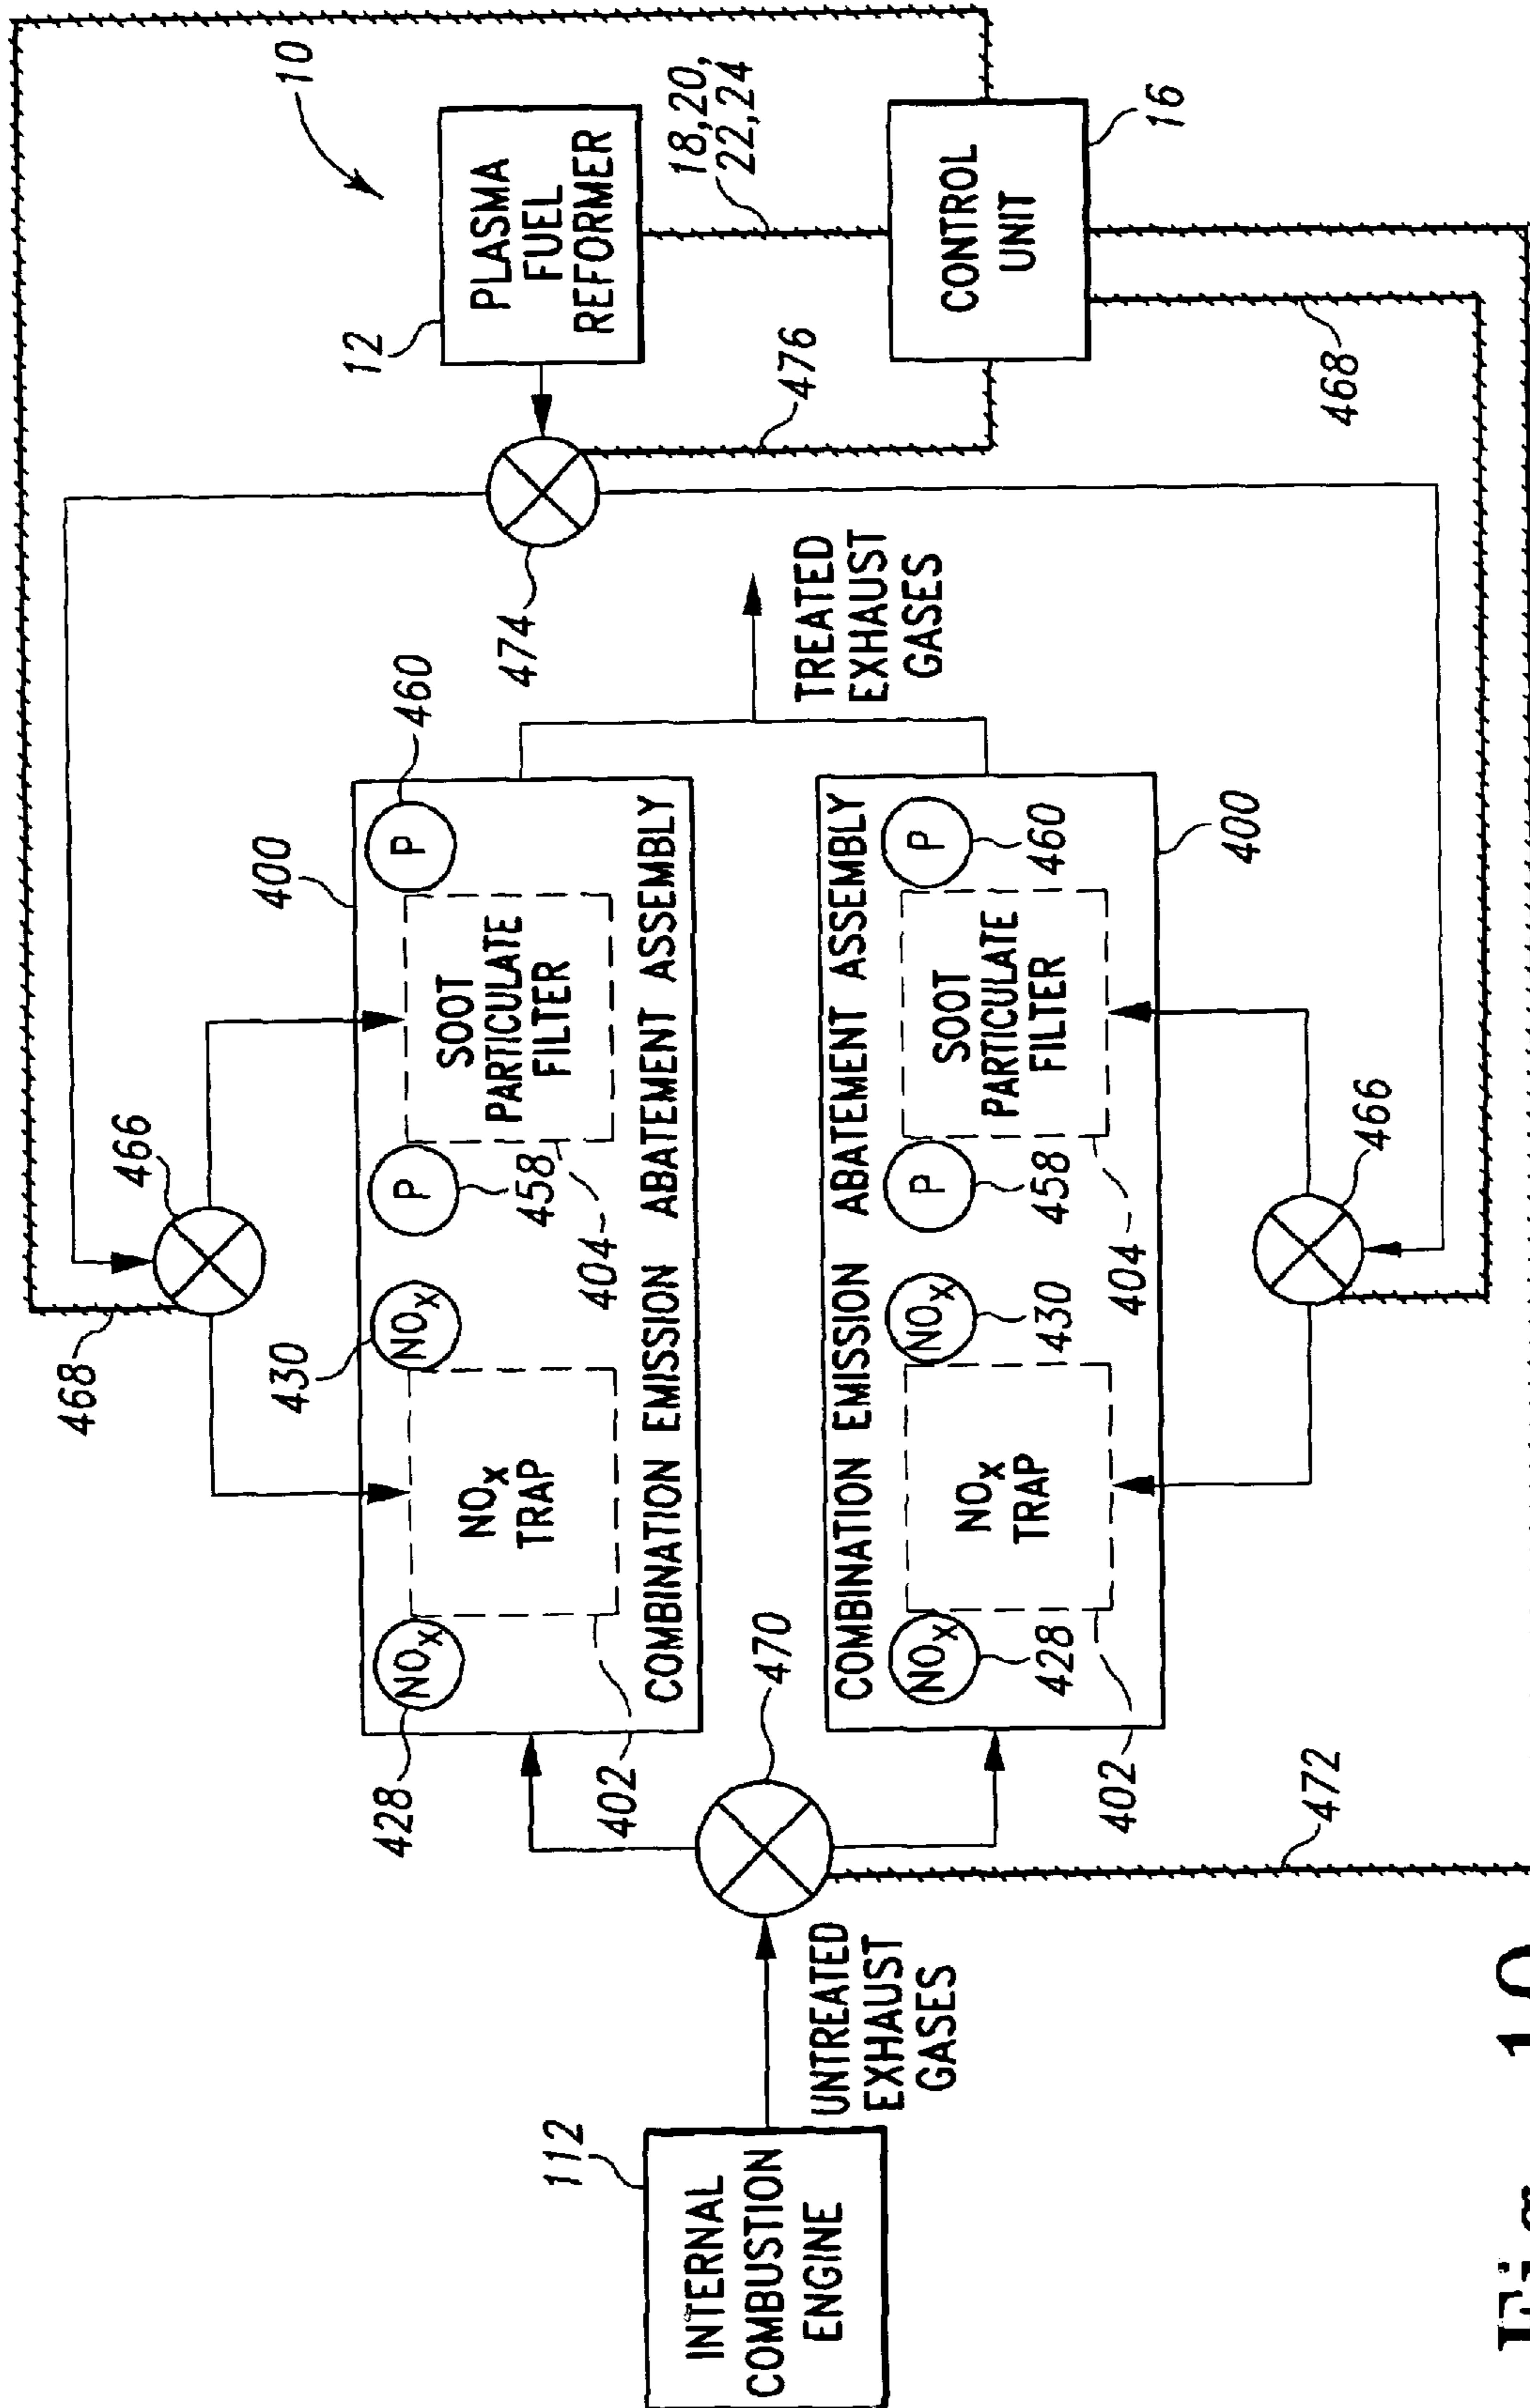 10
12
PLASMA
FUEL
REFORMER
18,20,
22,24
CONTROL
UNIT
16
476
468
474
TREATED
EXHAUST
GASES
466
468
400
460
P
SOOT
PARTICULATE
FILTER
P
458
404
430
NOx
NOx
TRAP
NOx
428
402
COMBINATION EMISSION ABATEMENT ASSEMBLY
COMBINATION EMISSION ABATEMENT ASSEMBLY
P
460
400
SOOT
PARTICULATE
FILTER
P
458
404
NOx
430
NOx
TRAP
NOx
428
402
466
470
472
UNTREATED
EXHAUST
GASES
112
INTERNAL
COMBUSTION
ENGINE